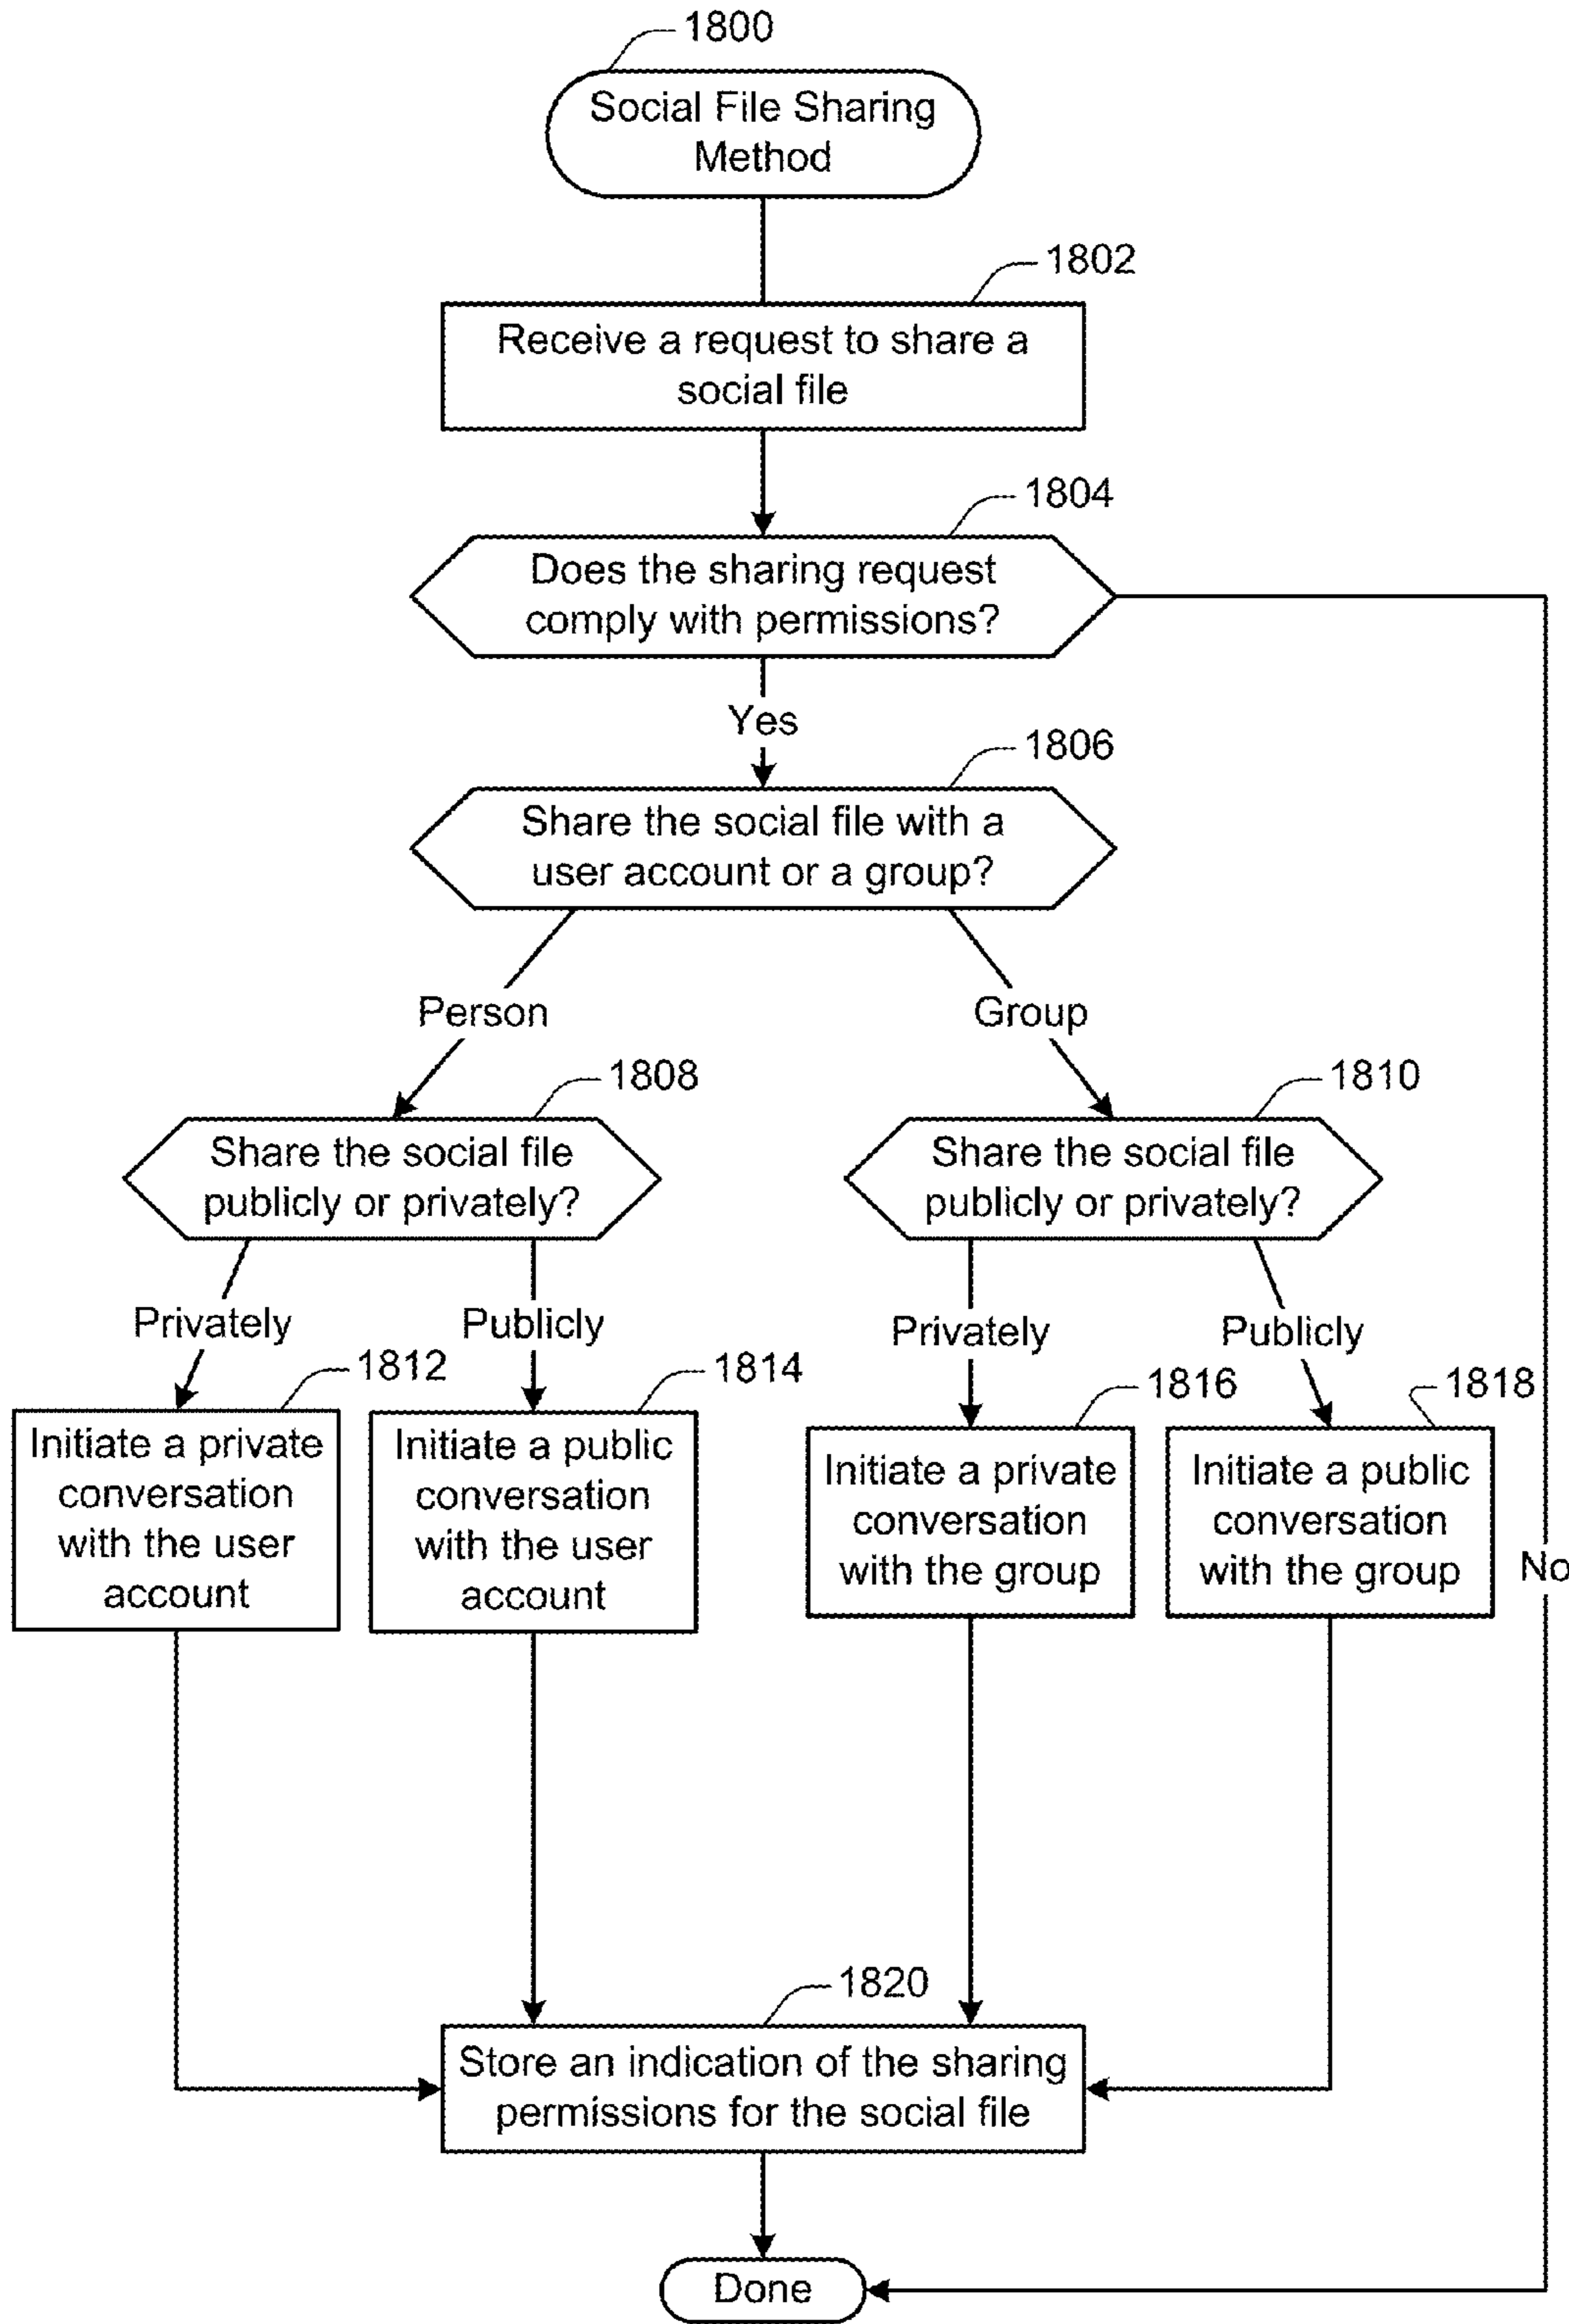 1800
Social File Sharing
Method
1802
Receive a request to share a
social file
1804
Does the sharing request
comply with permissions?
Yes
1806
Share the social file with a
user account or a group?
Person
Group
1808
Share the social file
publicly or privately?
1810
Share the social file
publicly or privately?
Privately
Publicly
Privately
Publicly
1812
Initiate a private
conversation
with the user
account
1814
Initiate a public
conversation
with the user
account
1816
Initiate a private
conversation
with the group
1818
Initiate a public
conversation
with the group
No
1820
Store an indication of the sharing
permissions for the social file
Done